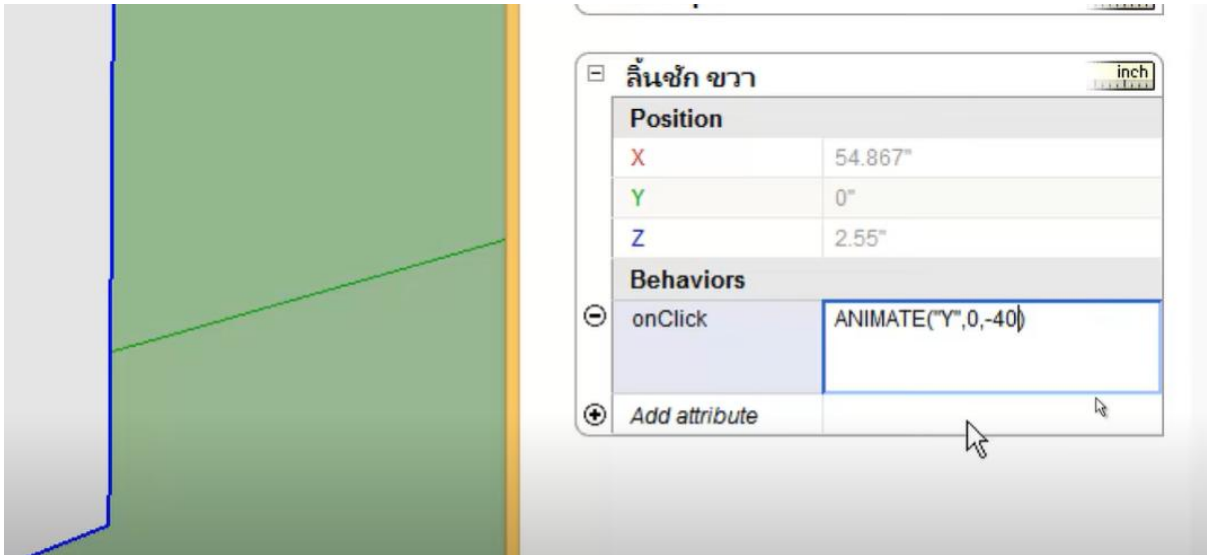 ลิ้นชัก ขวา inch
Position
X 54.867"
Y 0"
Z 2.55"
Behaviors
onClick ANIMATE("Y",0,-40)
Add attribute